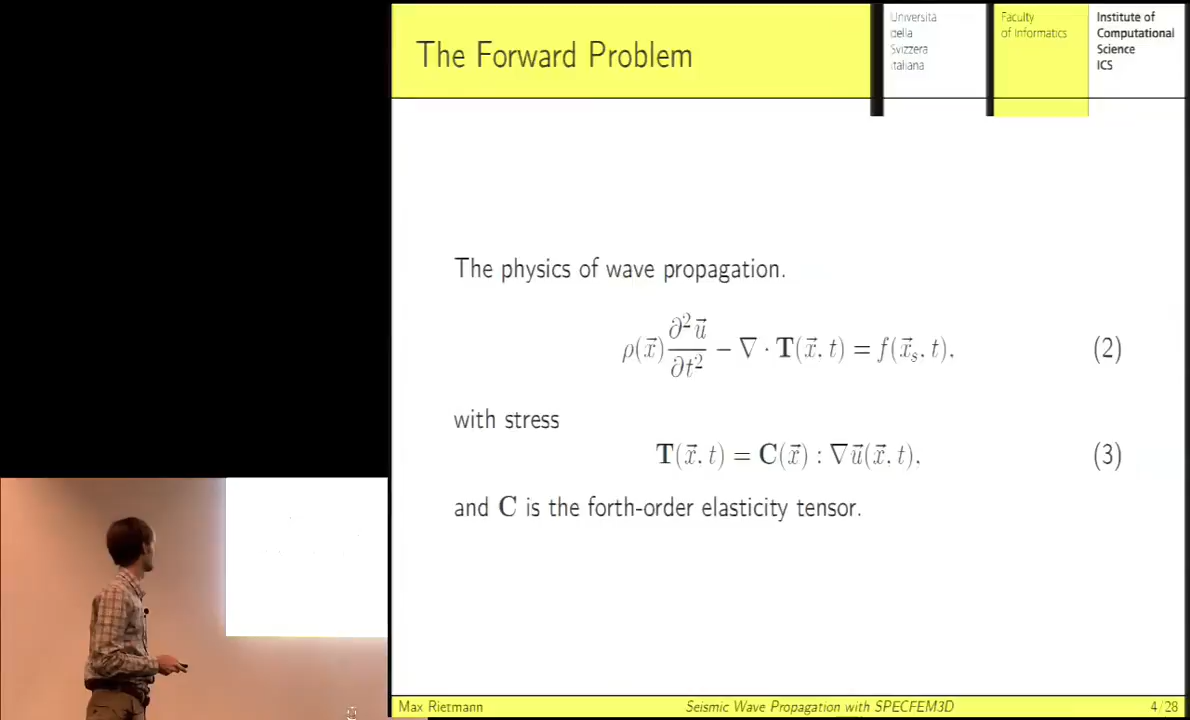 The Forward Problem
Università
della
Svizzera
italiana
Faculty
of Informatics
Institute of
Computational
Science
ICS
The physics of wave propagation.
ρ(x⃗) ∂²u⃗/∂t² − ∇ · T(x⃗, t) = f(x⃗ₛ, t), (2)
with stress
T(x⃗, t) = C(x⃗) : ∇u⃗(x⃗, t), (3)
and C is the forth-order elasticity tensor.
Max Rietmann
Seismic Wave Propagation with SPECFEM3D
4/28